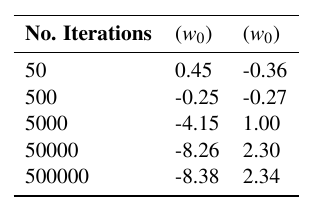 No. Iterations (w₀) (w₀)
50 0.45 -0.36
500 -0.25 -0.27
5000 -4.15 1.00
50000 -8.26 2.30
500000 -8.38 2.34